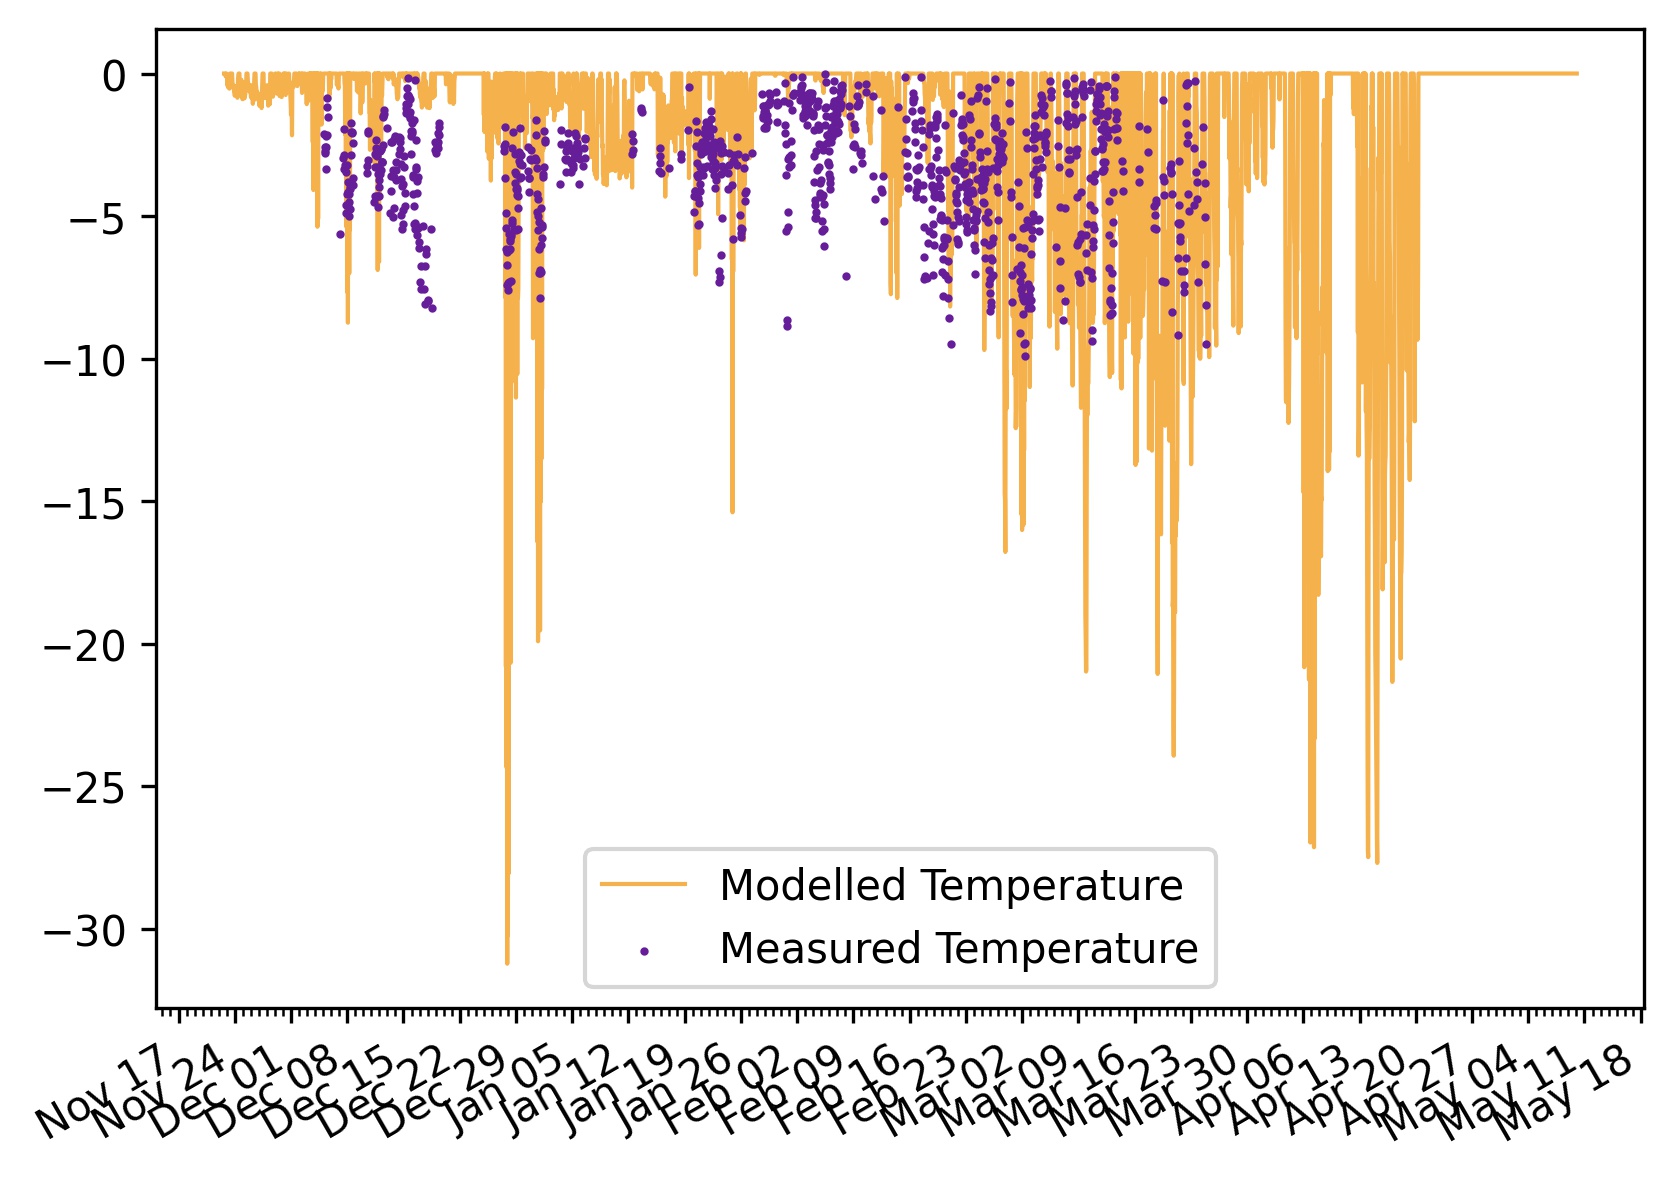 0
−5
−10
−15
−20
−25
−30
Modelled Temperature
Measured Temperature
Nov 17
Nov 24
Dec 01
Dec 08
Dec 15
Dec 22
Dec 29
Jan 05
Jan 12
Jan 19
Jan 26
Feb 02
Feb 09
Feb 16
Feb 23
Mar 02
Mar 09
Mar 16
Mar 23
Mar 30
Apr 06
Apr 13
Apr 20
Apr 27
May 04
May 11
May 18